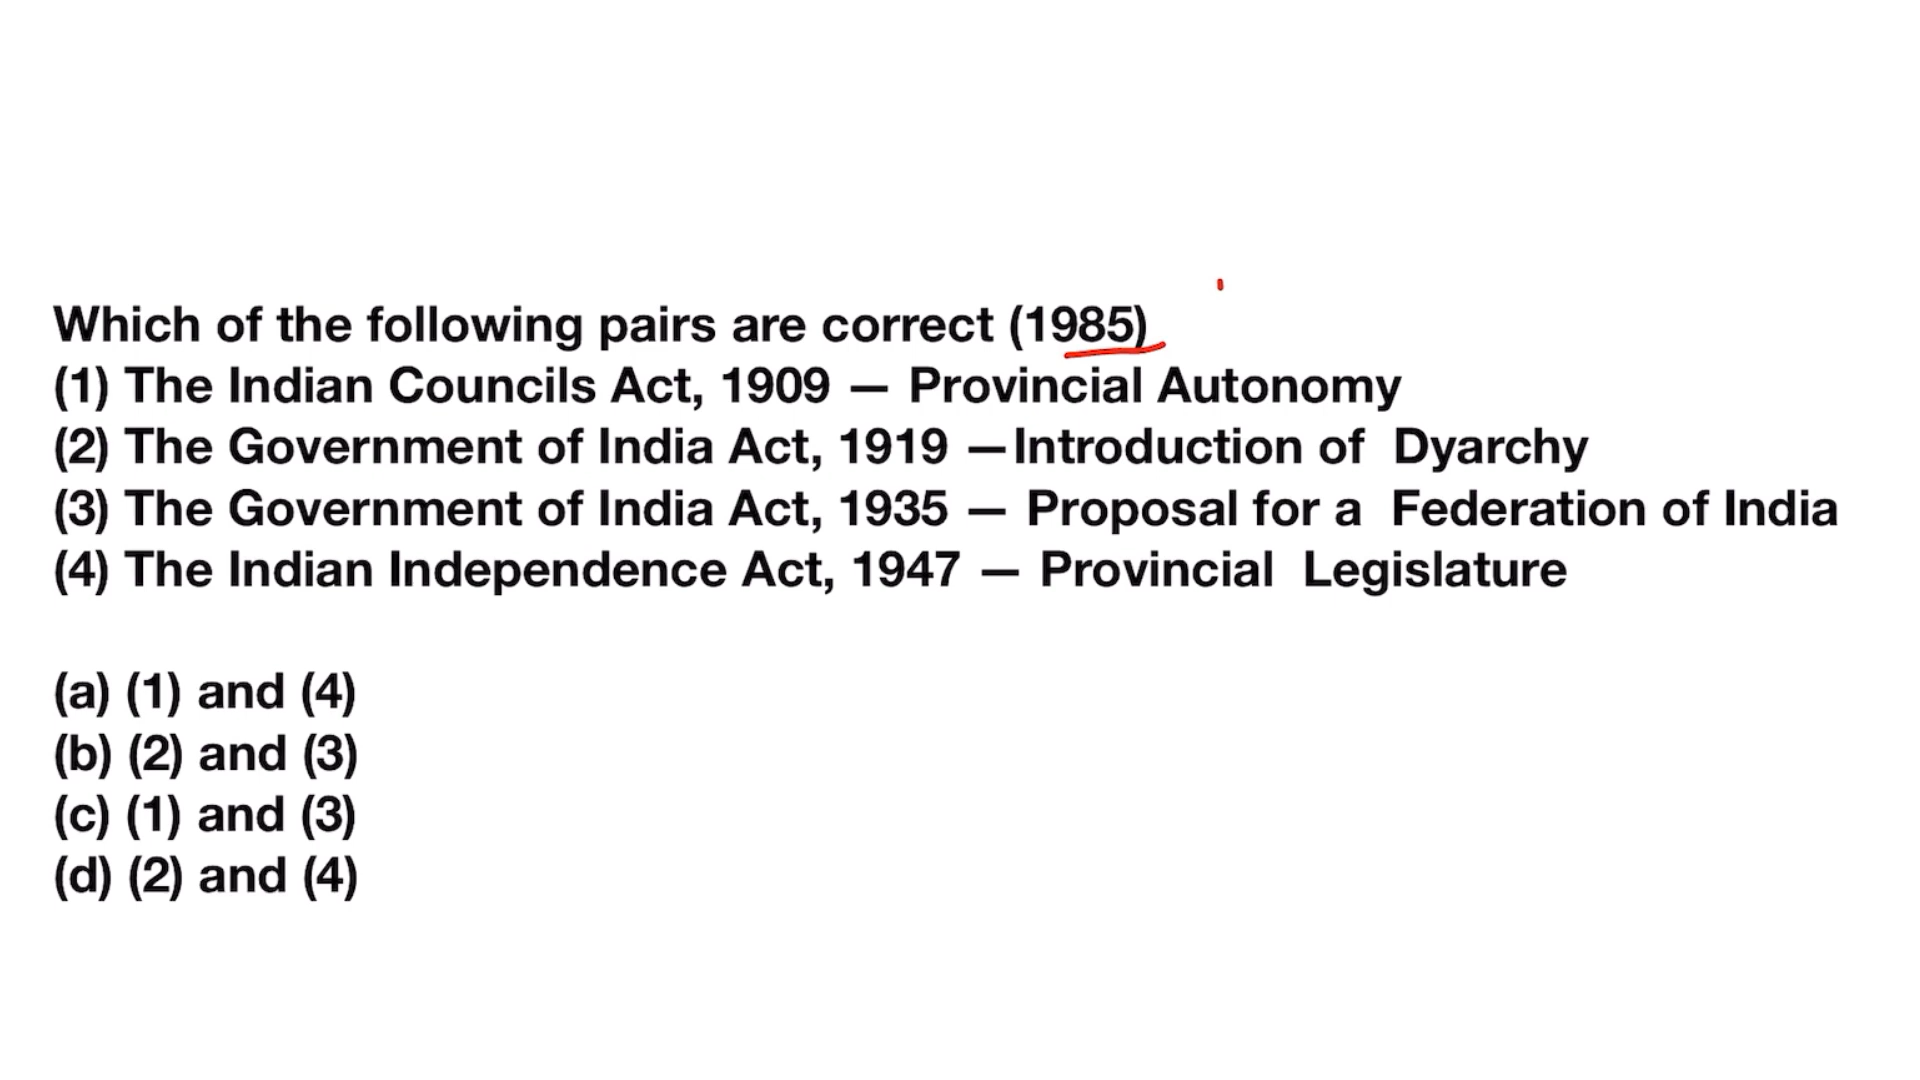 Which of the following pairs are correct (1985)
(1) The Indian Councils Act, 1909 — Provincial Autonomy
(2) The Government of India Act, 1919 —Introduction of Dyarchy
(3) The Government of India Act, 1935 — Proposal for a Federation of India
(4) The Indian Independence Act, 1947 — Provincial Legislature
(a) (1) and (4)
(b) (2) and (3)
(c) (1) and (3)
(d) (2) and (4)